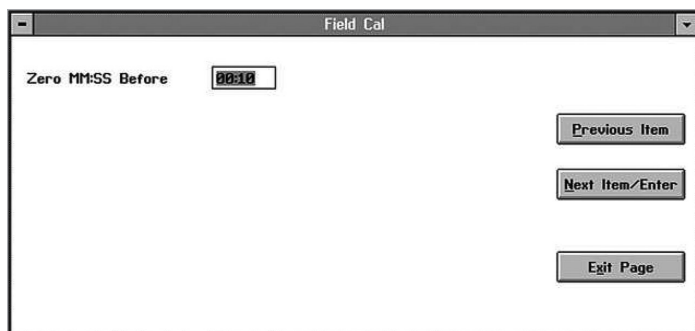 Field Cal
Zero MM:SS Before 00:10
Previous Item
Next Item/Enter
Exit Page